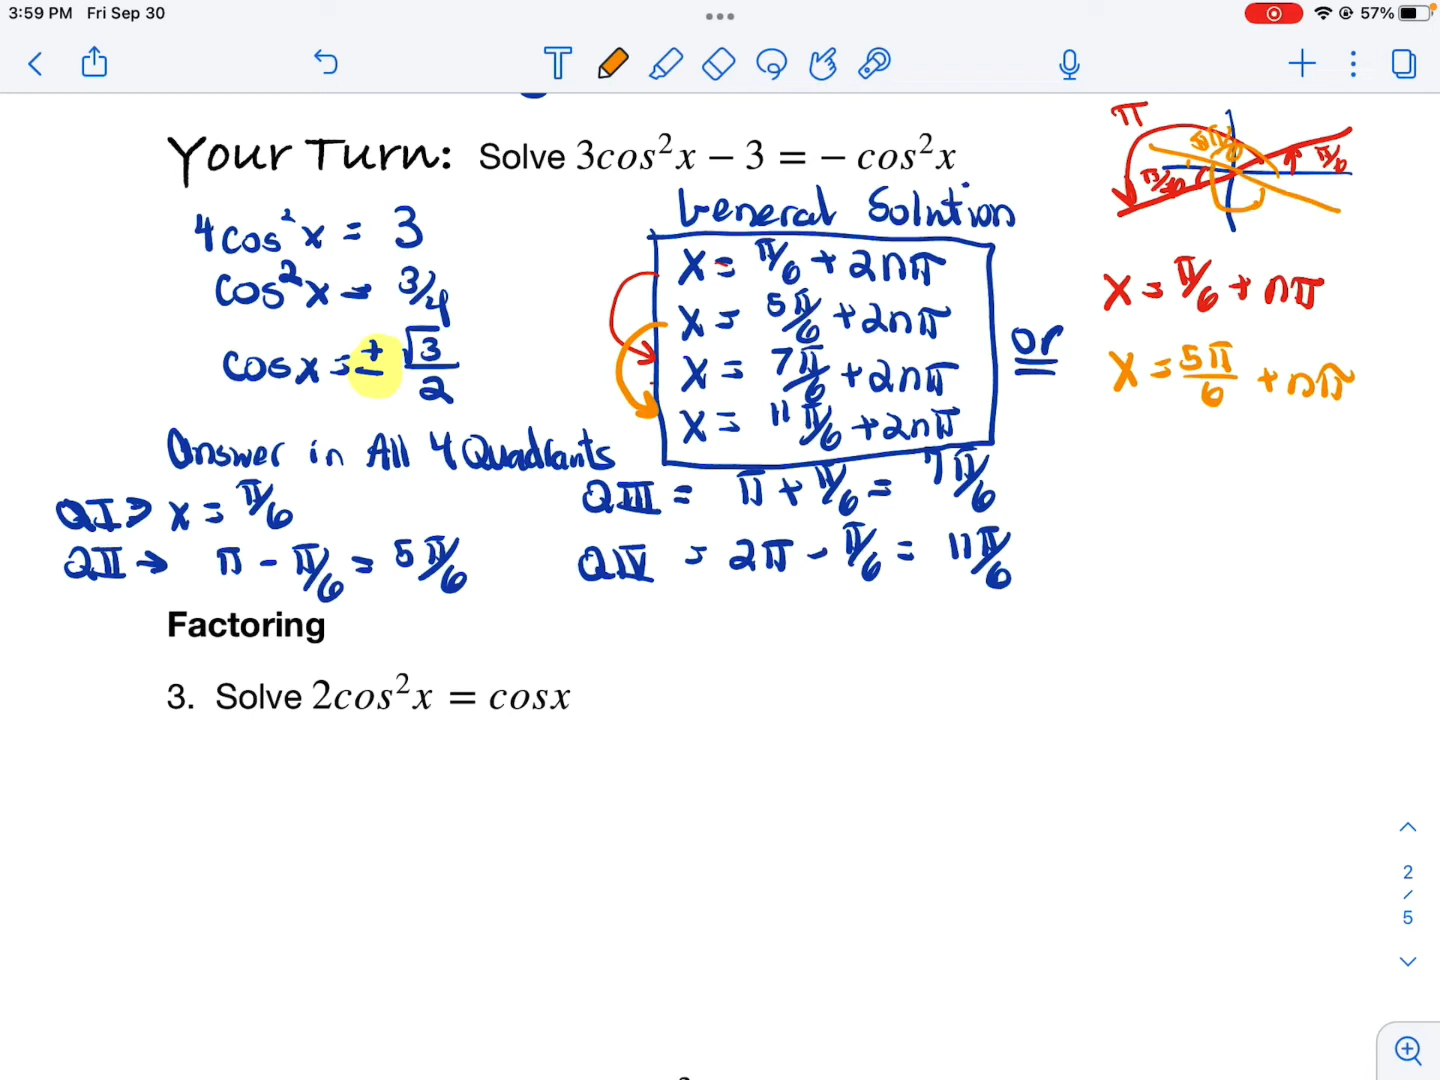 3:59 PM Fri Sep 30
57%
Your Turn: Solve 3cos²x − 3 = − cos²x
4cos²x = 3
cos²x = 3/4
cosx = ± √3/2
Answer in All 4 Quadrants
QI → x = π/6
QII → π - π/6 = 5π/6
General Solution
x = π/6 + 2nπ
x = 5π/6 + 2nπ
x = 7π/6 + 2nπ
x = 11π/6 + 2nπ
QIII = π + π/6 = 7π/6
QIV = 2π - π/6 = 11π/6
or
π
x = π/6 + nπ
x = 5π/6 + nπ
Factoring
3. Solve 2cos²x = cosx
2
/
5